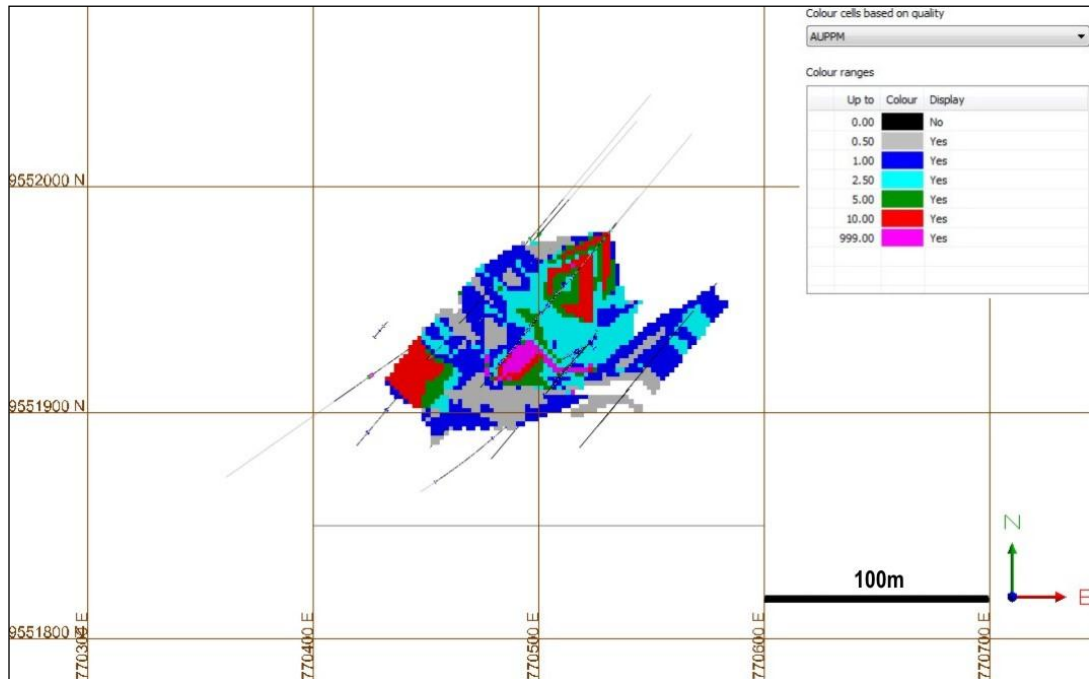 Colour cells based on quality
AUPPM
Colour ranges
Up to Colour Display
0.00 No
0.50 Yes
1.00 Yes
2.50 Yes
5.00 Yes
10.00 Yes
999.00 Yes
9552000 N
9551900 N
9551800 N
770300 E
770400 E
770500 E
770600 E
770700 E
100m
N
E